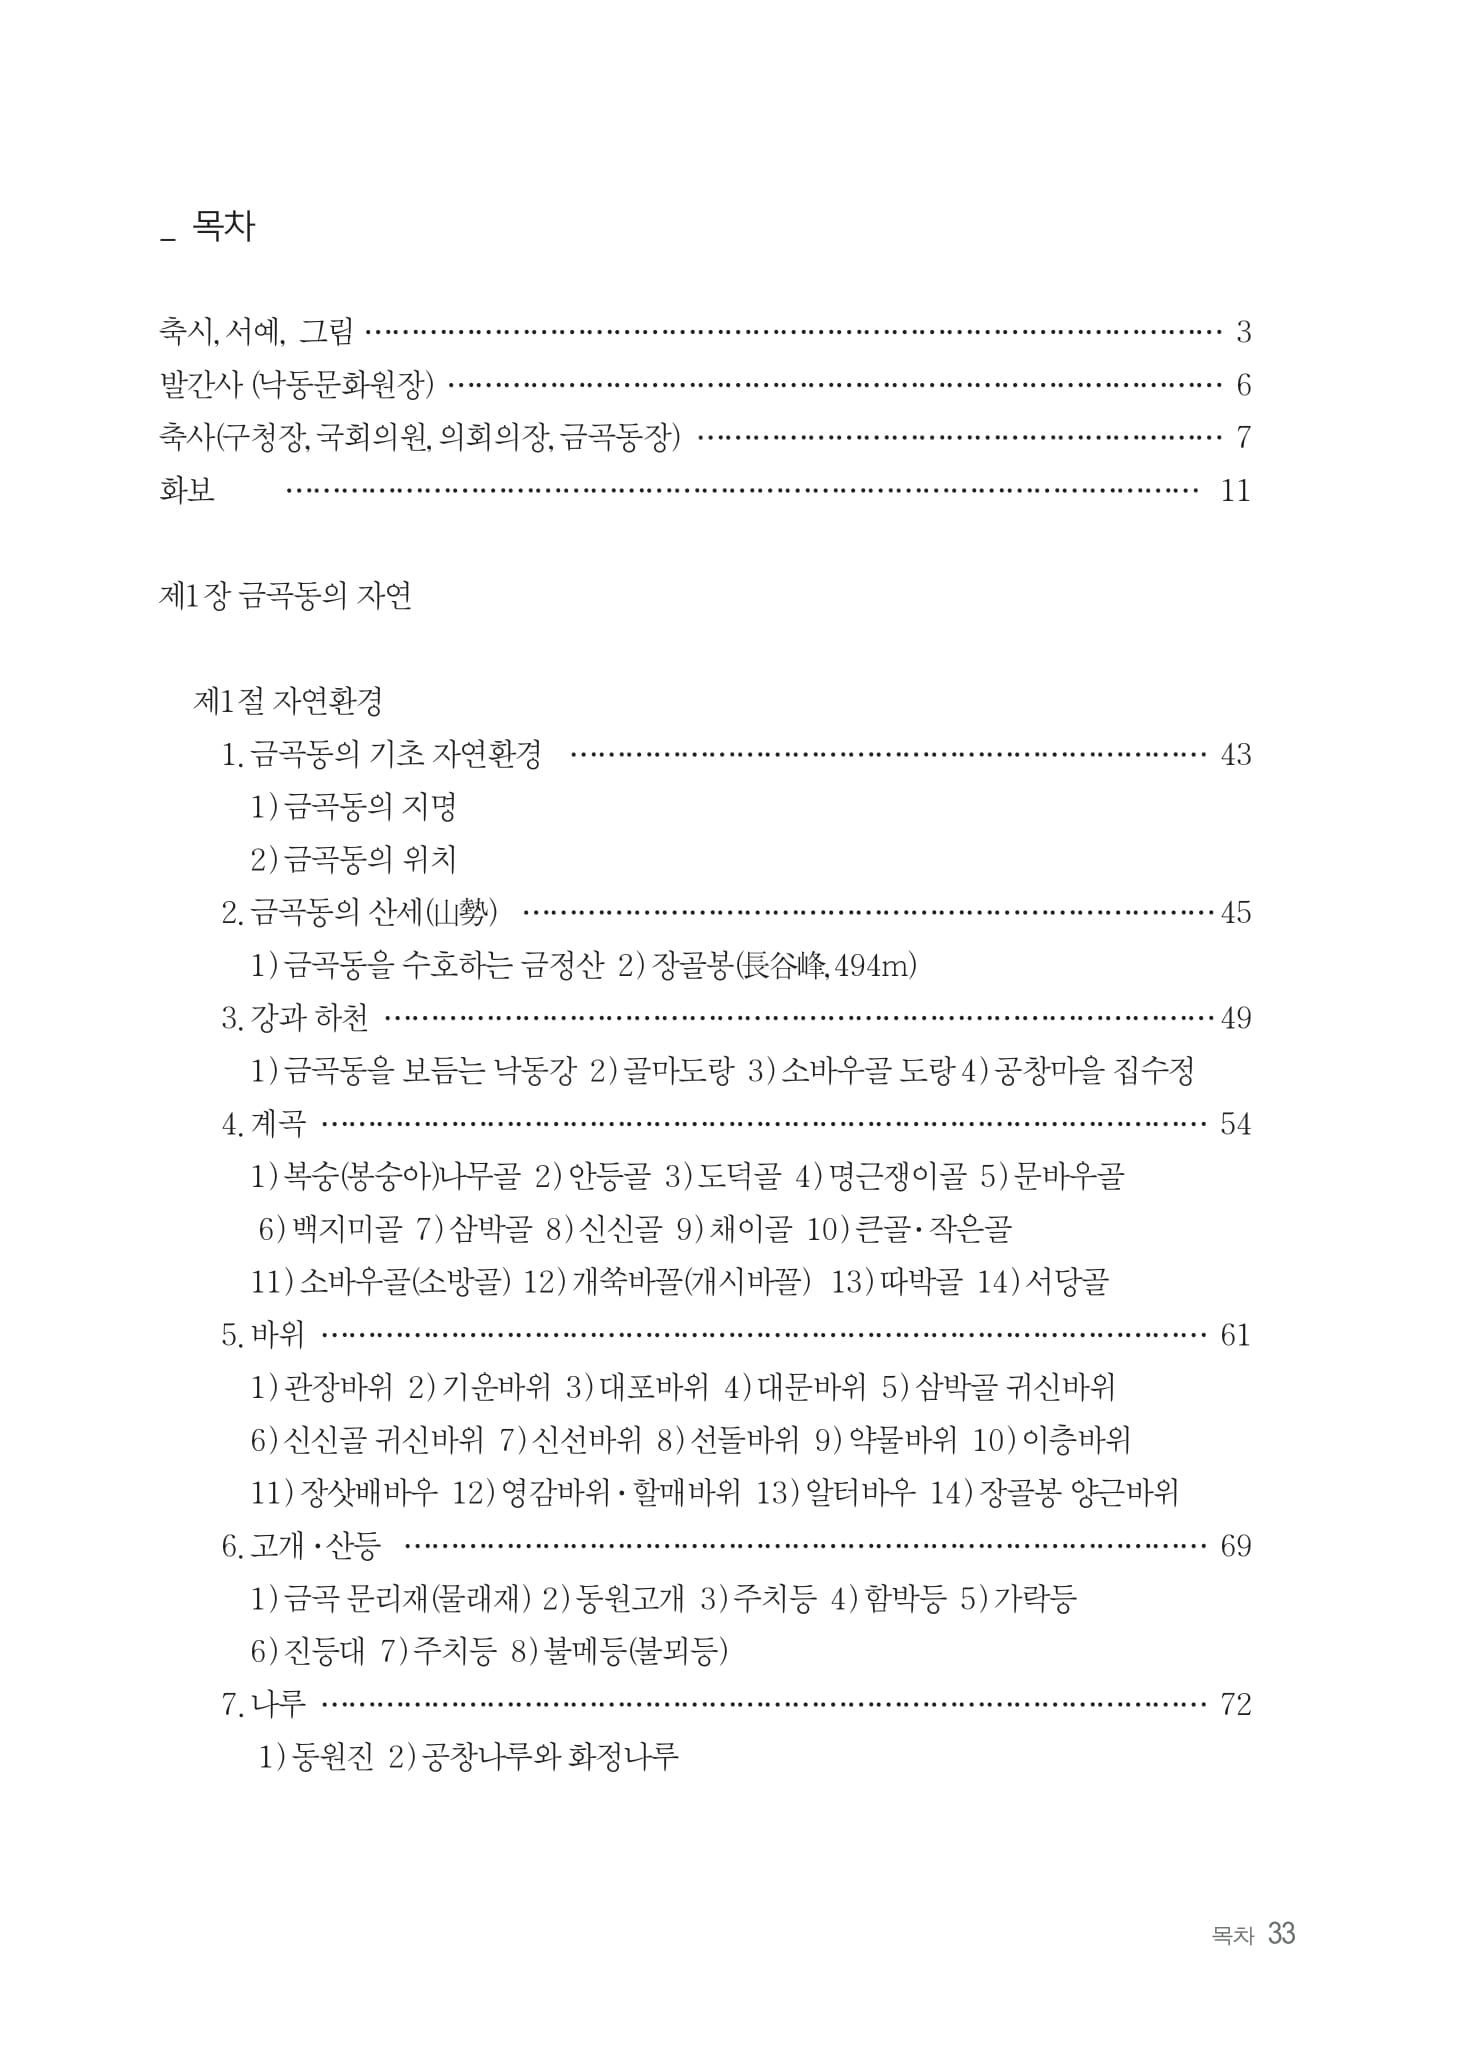 _ 목차
축시, 서예, 그림 ………………………………………………………………………………… 3
발간사 (낙동문화원장) ………………………………………………………………………… 6
축사(구청장, 국회의원, 의회의장, 금곡동장) ………………………………………………… 7
화보 ……………………………………………………………………………………… 11
제1장 금곡동의 자연
제1절 자연환경
1. 금곡동의 기초 자연환경 …………………………………………………………… 43
1) 금곡동의 지명
2) 금곡동의 위치
2. 금곡동의 산세(山勢) …………………………………………………………………45
1) 금곡동을 수호하는 금정산 2) 장골봉(長谷峰, 494m)
3. 강과 하천 ………………………………………………………………………………49
1) 금곡동을 보듬는 낙동강 2) 골마도랑 3) 소바우골 도랑 4) 공창마을 집수정
4. 계곡 …………………………………………………………………………………… 54
1) 복숭(봉숭아)나무골 2) 안등골 3) 도덕골 4) 명근쟁이골 5) 문바우골
6) 백지미골 7) 삼박골 8) 신신골 9) 채이골 10) 큰골·작은골
11) 소바우골(소방골) 12) 개쑥바꼴(개시바꼴) 13) 따박골 14) 서당골
5. 바위 …………………………………………………………………………………… 61
1) 관장바위 2) 기운바위 3) 대포바위 4) 대문바위 5) 삼박골 귀신바위
6) 신신골 귀신바위 7) 신선바위 8) 선돌바위 9) 약물바위 10) 이층바위
11) 장삿배바우 12) 영감바위·할매바위 13) 알터바우 14) 장골봉 양근바위
6. 고개·산등 …………………………………………………………………………… 69
1) 금곡 문리재(물래재) 2) 동원고개 3) 주치등 4) 함박등 5) 가락등
6) 진등대 7) 주치등 8) 불메등(불뫼등)
7. 나루 …………………………………………………………………………………… 72
1) 동원진 2) 공창나루와 화정나루
목차 33